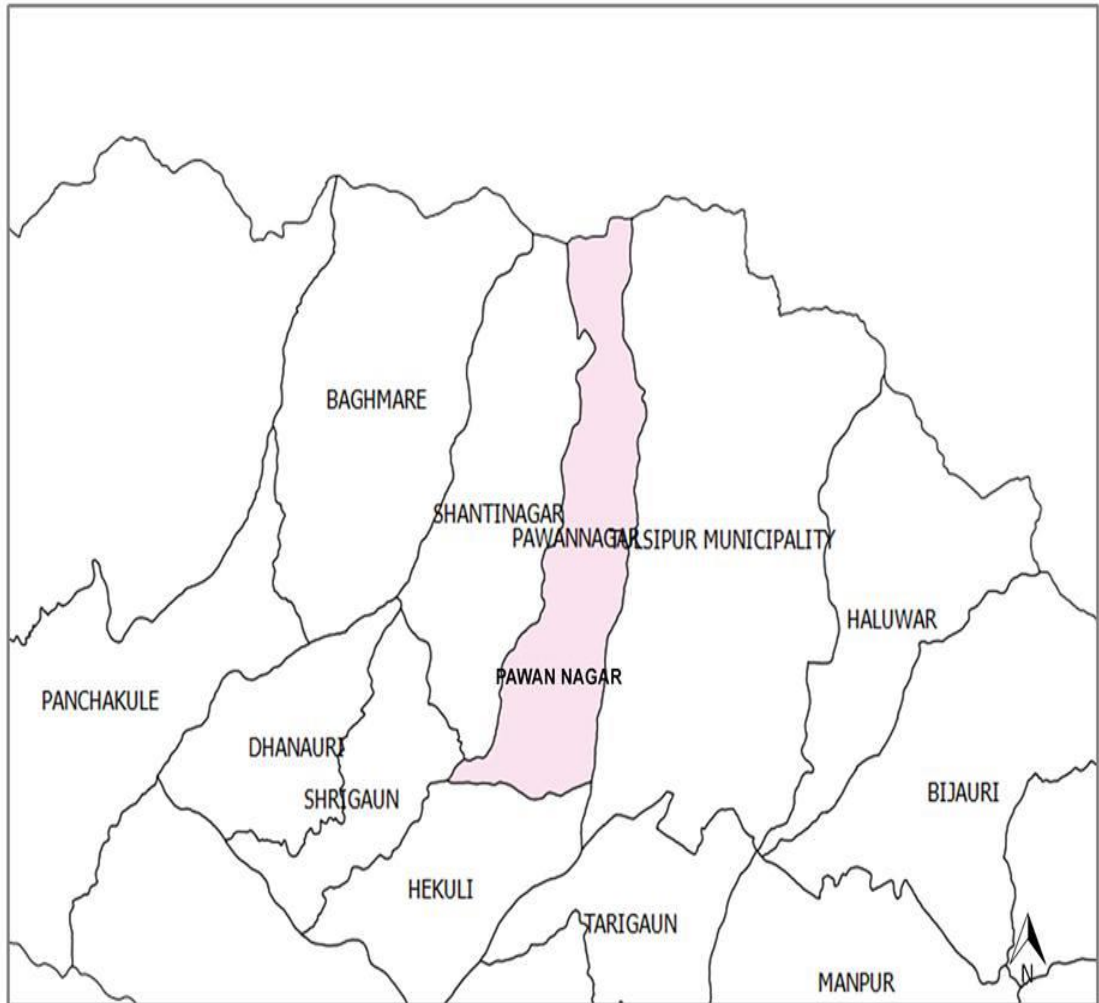 BAGHMARE
SHANTINAGAR
PAWANNAGAR
TULSIPUR MUNICIPALITY
HALUWAR
PAWAN NAGAR
PANCHAKULE
DHANAURI
SHRIGAUN
BIJAURI
HEKULI
TARIGAUN
MANPUR
N